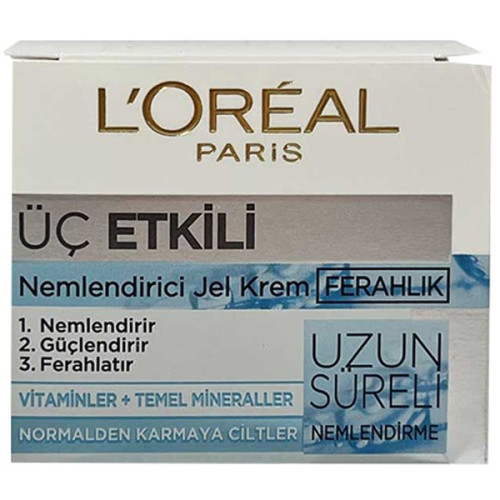 L'ORÉAL
PARIS
ÜÇ ETKİLİ
Nemlendirici Jel Krem FERAHLIK
1. Nemlendirir
2. Güçlendirir
3. Ferahlatır
VİTAMİNLER + TEMEL MİNERALLER
NORMALDEN KARMAYA CİLTLER
UZUN
SÜRELİ
NEMLENDİRME